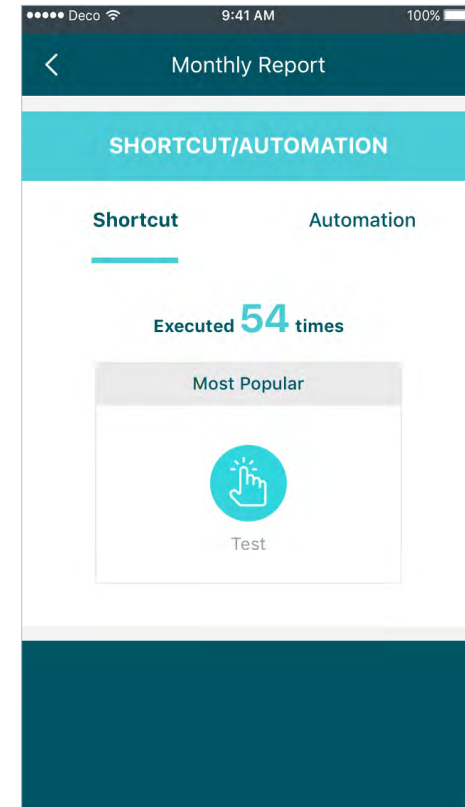 Deco 9:41 AM 100%
Monthly Report
SHORTCUT/AUTOMATION
Shortcut Automation
Executed 54 times
Most Popular
Test